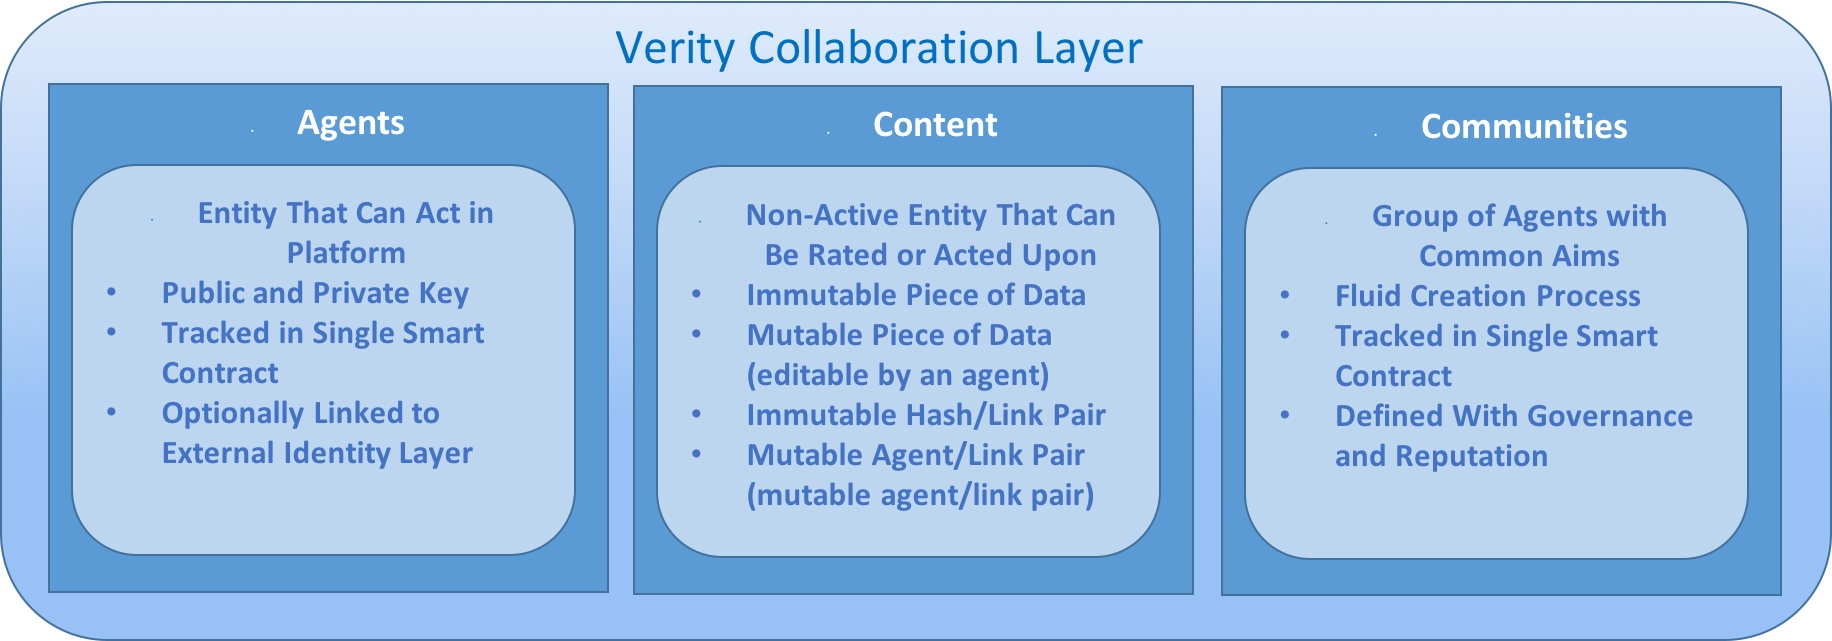 Verity Collaboration Layer
Agents
Entity That Can Act in
Platform
• Public and Private Key
• Tracked in Single Smart
Contract
• Optionally Linked to
External Identity Layer
Content
Non-Active Entity That Can
Be Rated or Acted Upon
• Immutable Piece of Data
• Mutable Piece of Data
(editable by an agent)
• Immutable Hash/Link Pair
• Mutable Agent/Link Pair
(mutable agent/link pair)
Communities
Group of Agents with
Common Aims
• Fluid Creation Process
• Tracked in Single Smart
Contract
• Defined With Governance
and Reputation